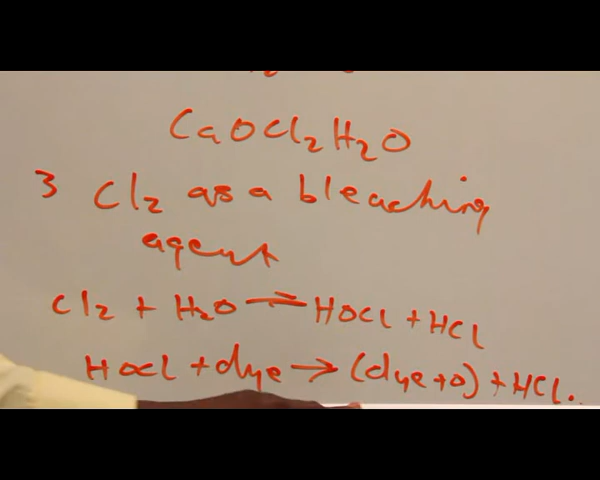 CaOCl₂H₂O
3 Cl₂ as a bleaching
agent
Cl₂ + H₂O ⇌ HOCl + HCl
HOCl + dye → (dye+O) + HCl.